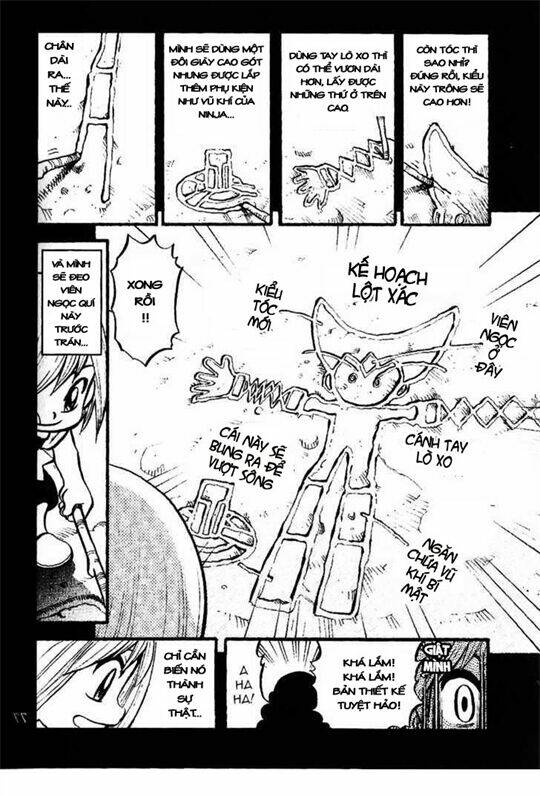 CÒN TÓC THÌ
SAO NHỈ?
ĐÚNG RỒI, KIỂU
NÀY TRÔNG SẼ
CAO HƠN!
DÙNG TAY LÒ XO THÌ
CÓ THỂ VƯƠN DÀI
HƠN, LẤY ĐƯỢC
NHỮNG THỨ Ở TRÊN
CAO.
MÌNH SẼ DÙNG MỘT
ĐÔI GIÀY CAO GÓT
NHƯNG ĐƯỢC LẮP
THÊM PHỤ KIỆN
NHƯ VŨ KHÍ CỦA
NINJA...
CHÂN
DÀI
RA...
THẾ
NÀY..
VÀ MÌNH
SẼ ĐEO
VIÊN
NGỌC QUÍ
NÀY
TRƯỚC
TRÁN...
XONG
RỒI
!!
KẾ HOẠCH
LỘT XÁC
KIỂU
TÓC
MỚI
VIÊN
NGỌC
Ở
ĐÂY
CÁNH TAY
LÒ XO
CÁI NÀY SẼ
BUNG RA ĐỂ
VƯỢT SÔNG
NGĂN
CHỨA VŨ
KHÍ BÍ
MẬT
GIẬT
MÌNH
KHÁ LẮM!
KHÁ LẮM!
BẢN THIẾT KẾ
TUYỆT HẢO!
A
HA
HA!
CHỈ CẦN
BIẾN NÓ
THÀNH
SỰ
THẬT...
77